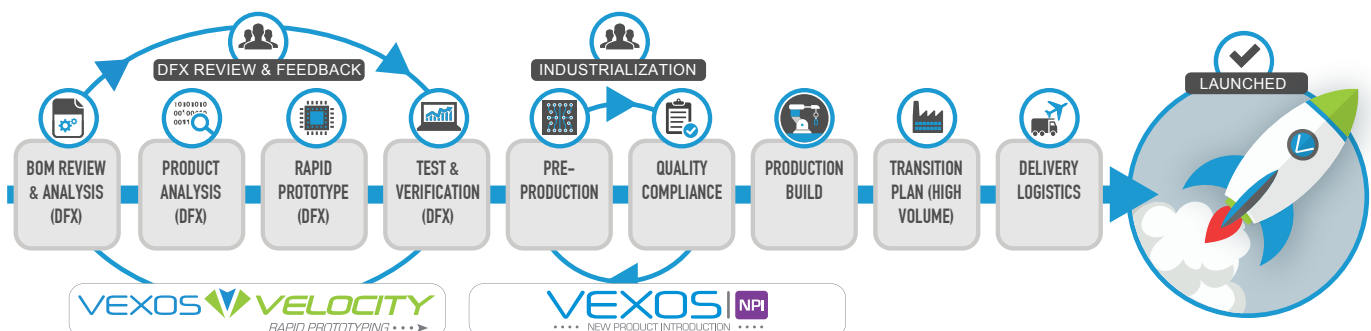 DFX REVIEW & FEEDBACK
INDUSTRIALIZATION
LAUNCHED
10101010
BOM REVIEW
& ANALYSIS
(DFX)
PRODUCT
ANALYSIS
(DFX)
RAPID
PROTOTYPE
(DFX)
TEST &
VERIFICATION
(DFX)
PRE-
PRODUCTION
QUALITY
COMPLIANCE
PRODUCTION
BUILD
TRANSITION
PLAN (HIGH
VOLUME)
DELIVERY
LOGISTICS
VEXOS VELOCITY
RAPID PROTOTYPING
VEXOS NPI
NEW PRODUCT INTRODUCTION